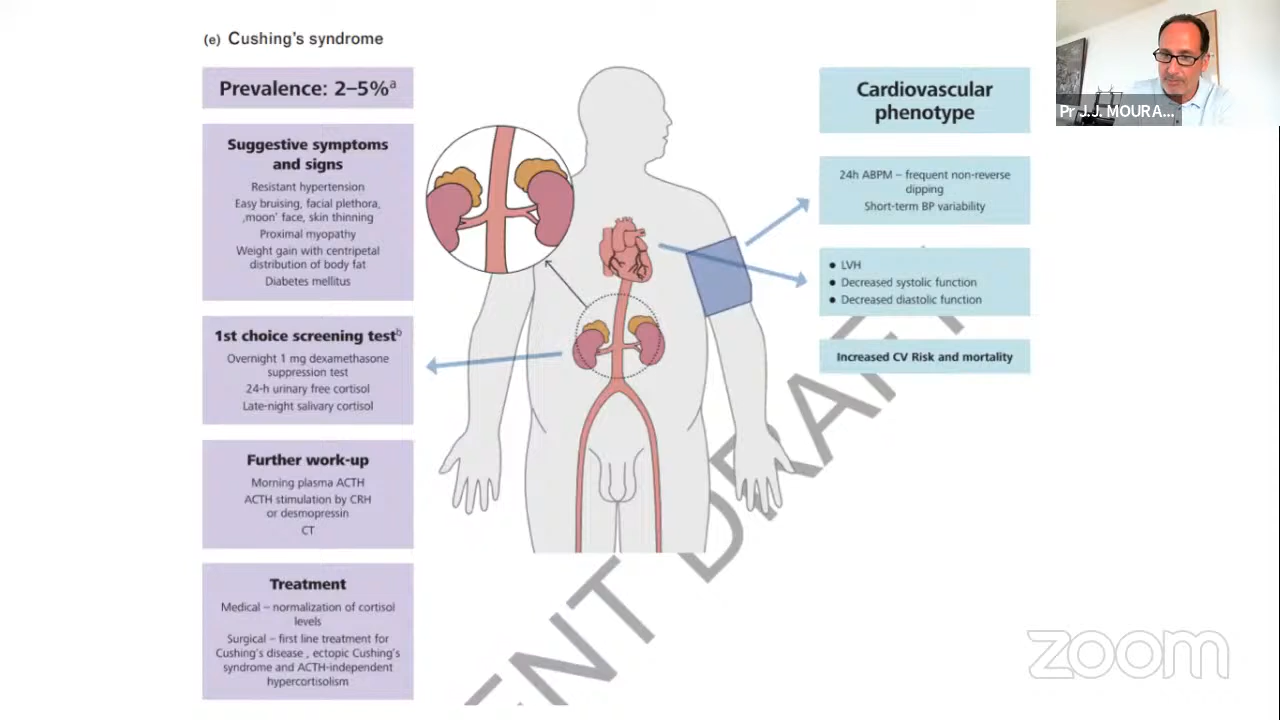 (e) Cushing's syndrome
Prevalence: 2–5%a
Suggestive symptoms
and signs
Resistant hypertension
Easy bruising, facial plethora,
‚moon' face, skin thinning
Proximal myopathy
Weight gain with centripetal
distribution of body fat
Diabetes mellitus
1st choice screening testb
Overnight 1 mg dexamethasone
suppression test
24-h urinary free cortisol
Late-night salivary cortisol
Further work-up
Morning plasma ACTH
ACTH stimulation by CRH
or desmopressin
CT
Treatment
Medical – normalization of cortisol
levels
Surgical – first line treatment for
Cushing's disease , ectopic Cushing's
syndrome and ACTH-independent
hypercortisolism
Cardiovascular
phenotype
24h ABPM – frequent non-reverse
dipping
Short-term BP variability
● LVH
● Decreased systolic function
● Decreased diastolic function
Increased CV Risk and mortality
Pr J.J. MOURA...
ENT DRAFT
zoom